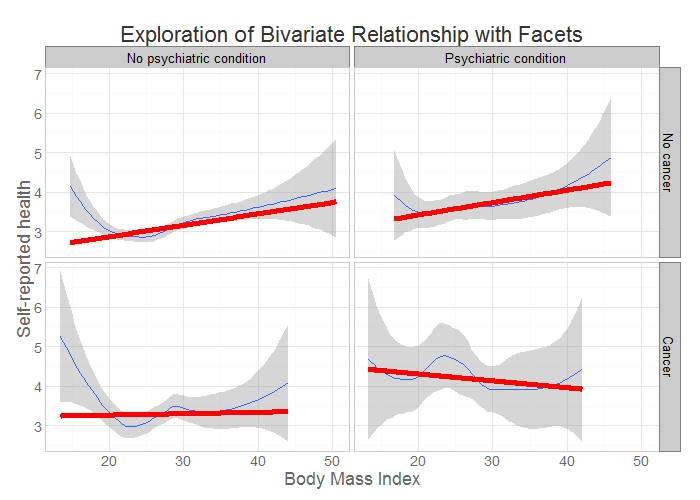 Exploration of Bivariate Relationship with Facets
No psychiatric condition
Psychiatric condition
7
6
5
4
3
No cancer
7
6
5
4
3
Cancer
Self-reported health
20
30
40
50
20
30
40
50
Body Mass Index